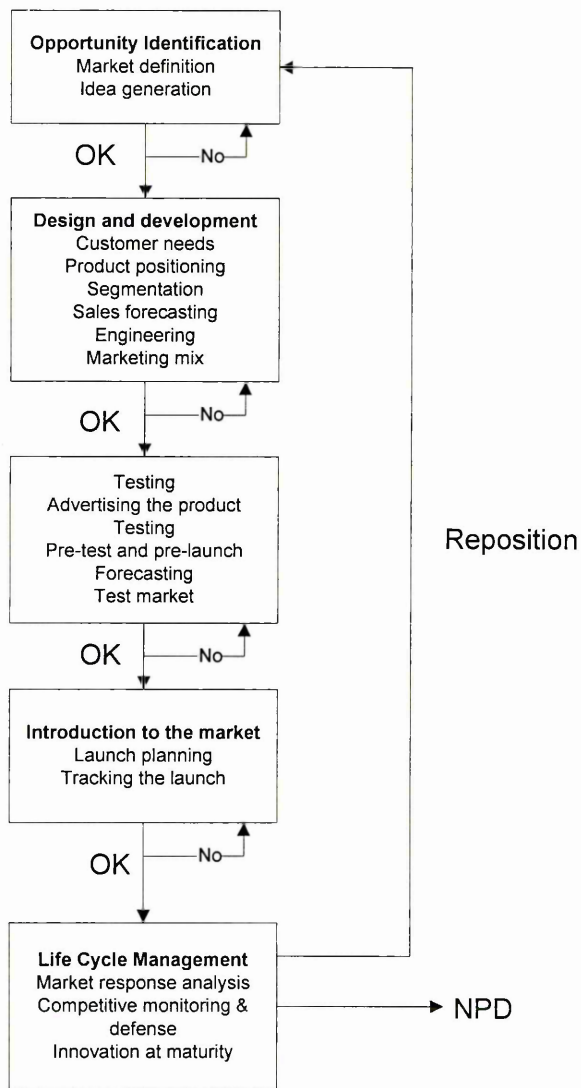 Opportunity Identification
Market definition
Idea generation
OK
No
Design and development
Customer needs
Product positioning
Segmentation
Sales forecasting
Engineering
Marketing mix
OK
No
Testing
Advertising the product
Testing
Pre-test and pre-launch
Forecasting
Test market
Reposition
OK
No
Introduction to the market
Launch planning
Tracking the launch
OK
No
Life Cycle Management
Market response analysis
Competitive monitoring &
defense
Innovation at maturity
NPD